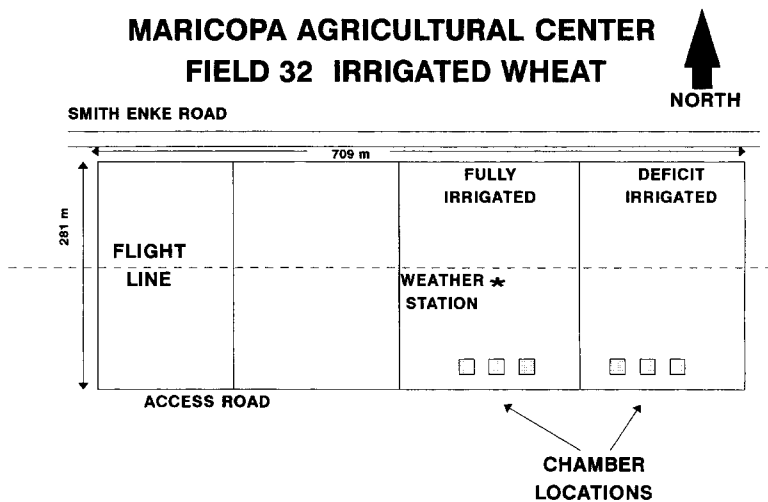 MARICOPA AGRICULTURAL CENTER
FIELD 32 IRRIGATED WHEAT
NORTH
SMITH ENKE ROAD
709 m
281 m
FULLY
IRRIGATED
DEFICIT
IRRIGATED
FLIGHT
LINE
WEATHER *
STATION
ACCESS ROAD
CHAMBER
LOCATIONS